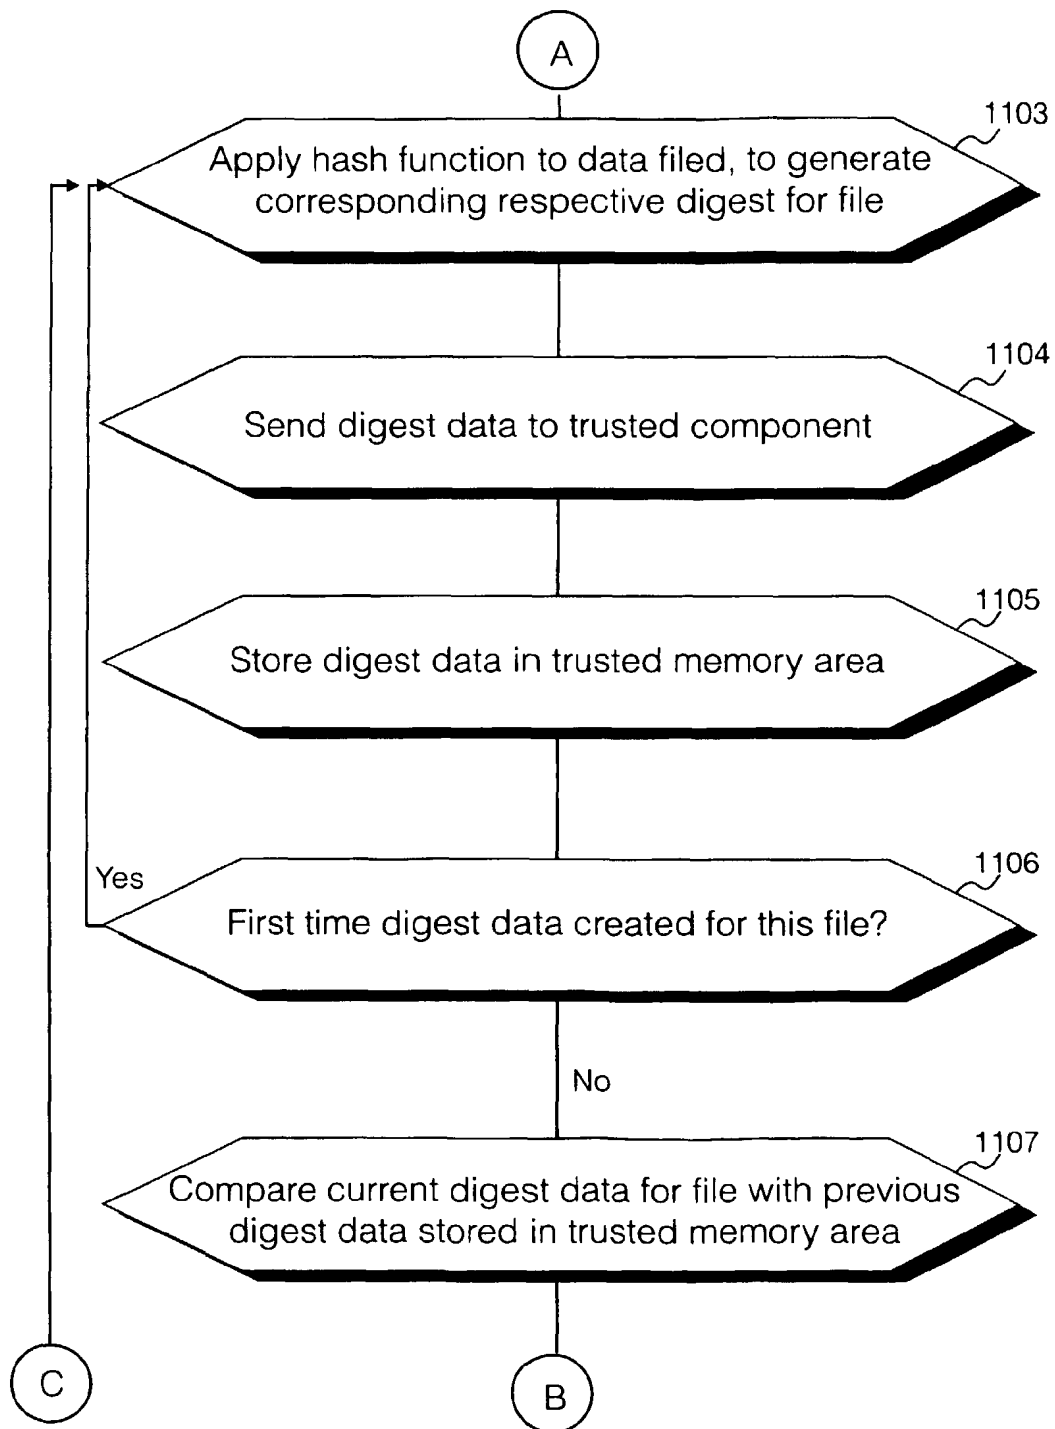 A
1103
Apply hash function to data filed, to generate
corresponding respective digest for file
1104
Send digest data to trusted component
1105
Store digest data in trusted memory area
1106
Yes
First time digest data created for this file?
No
1107
Compare current digest data for file with previous
digest data stored in trusted memory area
C
B